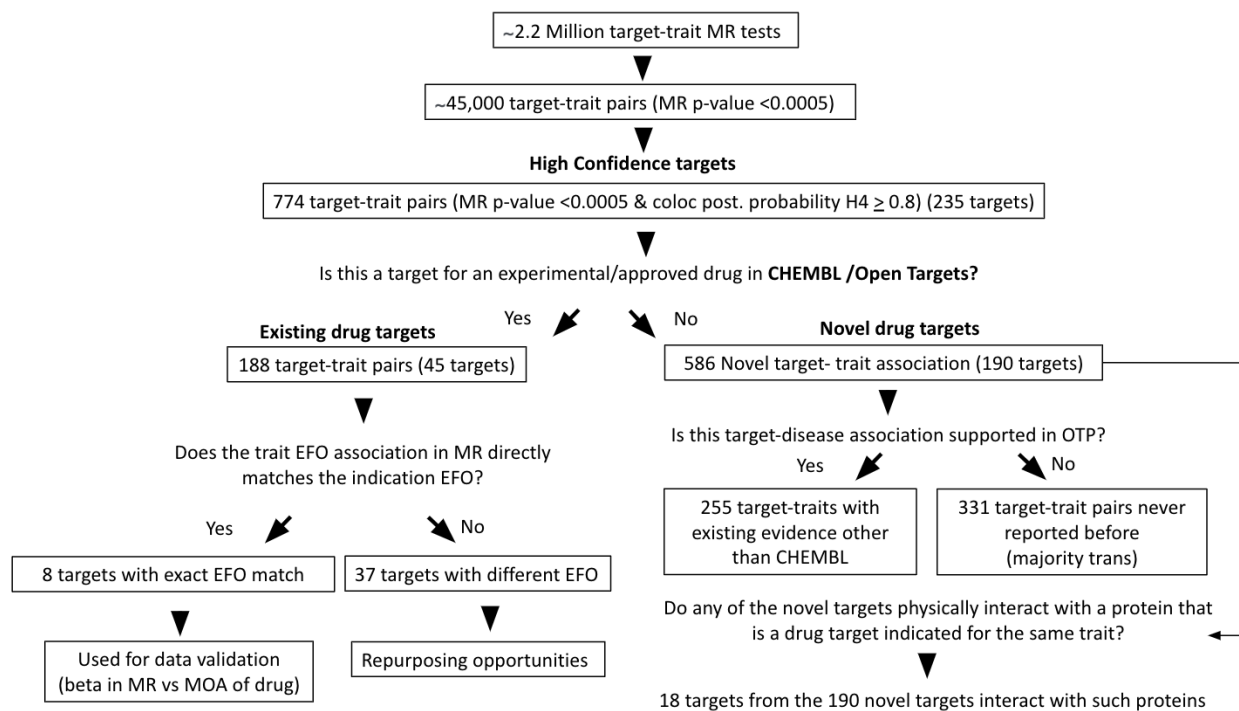 ~2.2 Million target-trait MR tests
~45,000 target-trait pairs (MR p-value <0.0005)
High Confidence targets
774 target-trait pairs (MR p-value <0.0005 & coloc post. probability H4 ≥ 0.8) (235 targets)
Is this a target for an experimental/approved drug in CHEMBL /Open Targets?
Yes
No
Existing drug targets
188 target-trait pairs (45 targets)
Does the trait EFO association in MR directly
matches the indication EFO?
Yes
No
8 targets with exact EFO match
37 targets with different EFO
Used for data validation
(beta in MR vs MOA of drug)
Repurposing opportunities
Novel drug targets
586 Novel target- trait association (190 targets)
Is this target-disease association supported in OTP?
Yes
No
255 target-traits with
existing evidence other
than CHEMBL
331 target-trait pairs never
reported before
(majority trans)
Do any of the novel targets physically interact with a protein that
is a drug target indicated for the same trait?
18 targets from the 190 novel targets interact with such proteins